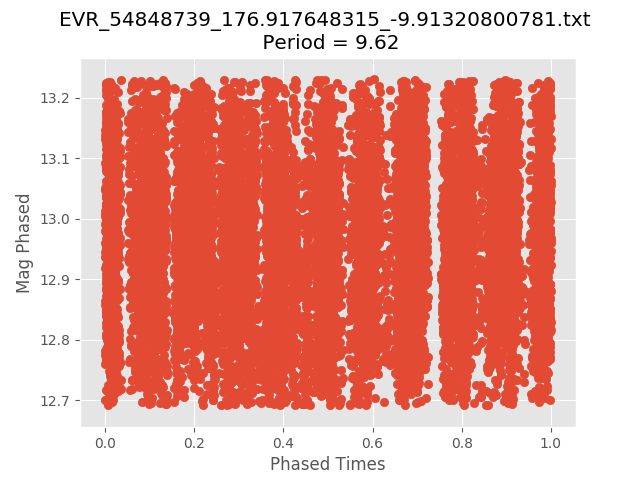 EVR_54848739_176.917648315_-9.91320800781.txt
Period = 9.62
Mag Phased
13.2
13.1
13.0
12.9
12.8
12.7
0.0 0.2 0.4 0.6 0.8 1.0
Phased Times